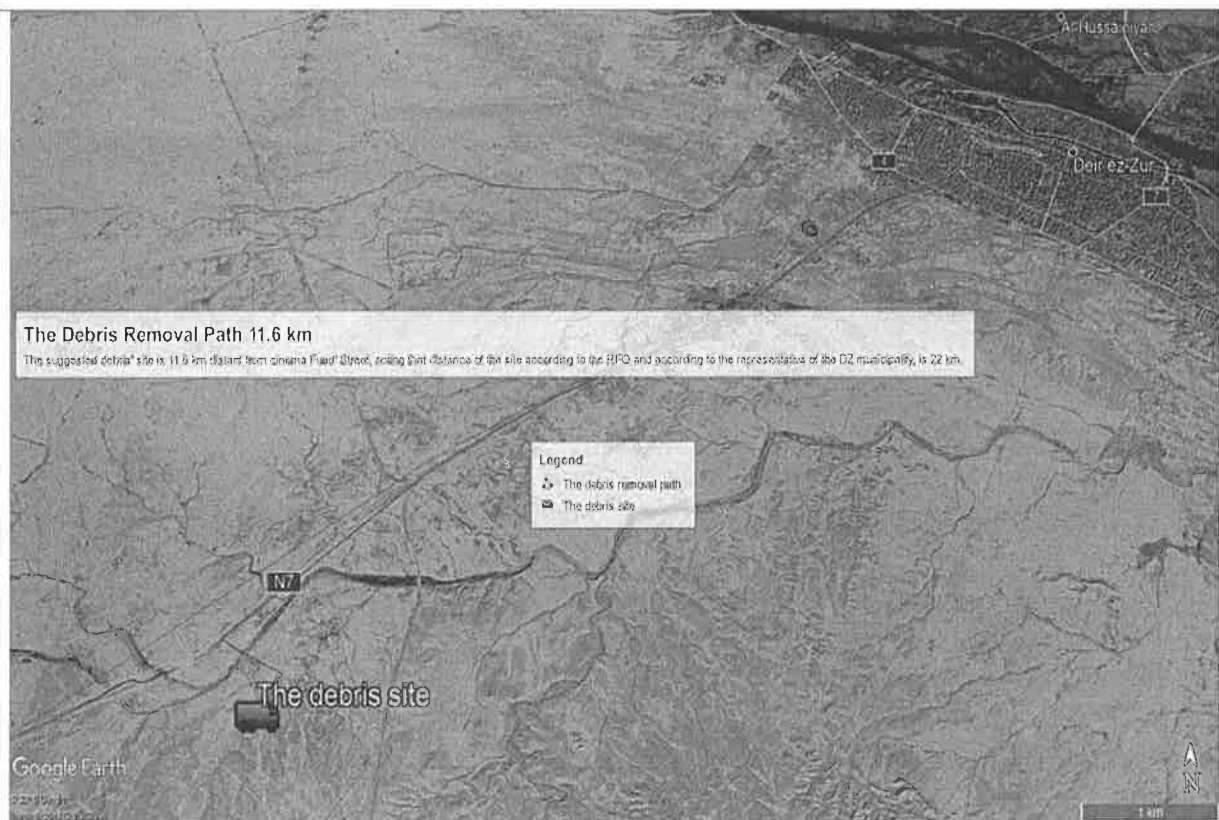 Al-Hussainiyah
4
Deir ez-Zur
The Debris Removal Path 11.6 km
The suggested debris' site is 11.6 km distant from cinema Fuad' Street, noting that distance of the site according to the RFQ and according to the representative of the DZ municipality, is 22 km.
Legend
The debris removal path
The debris site
N7
The debris site
Google Earth
N
1 km